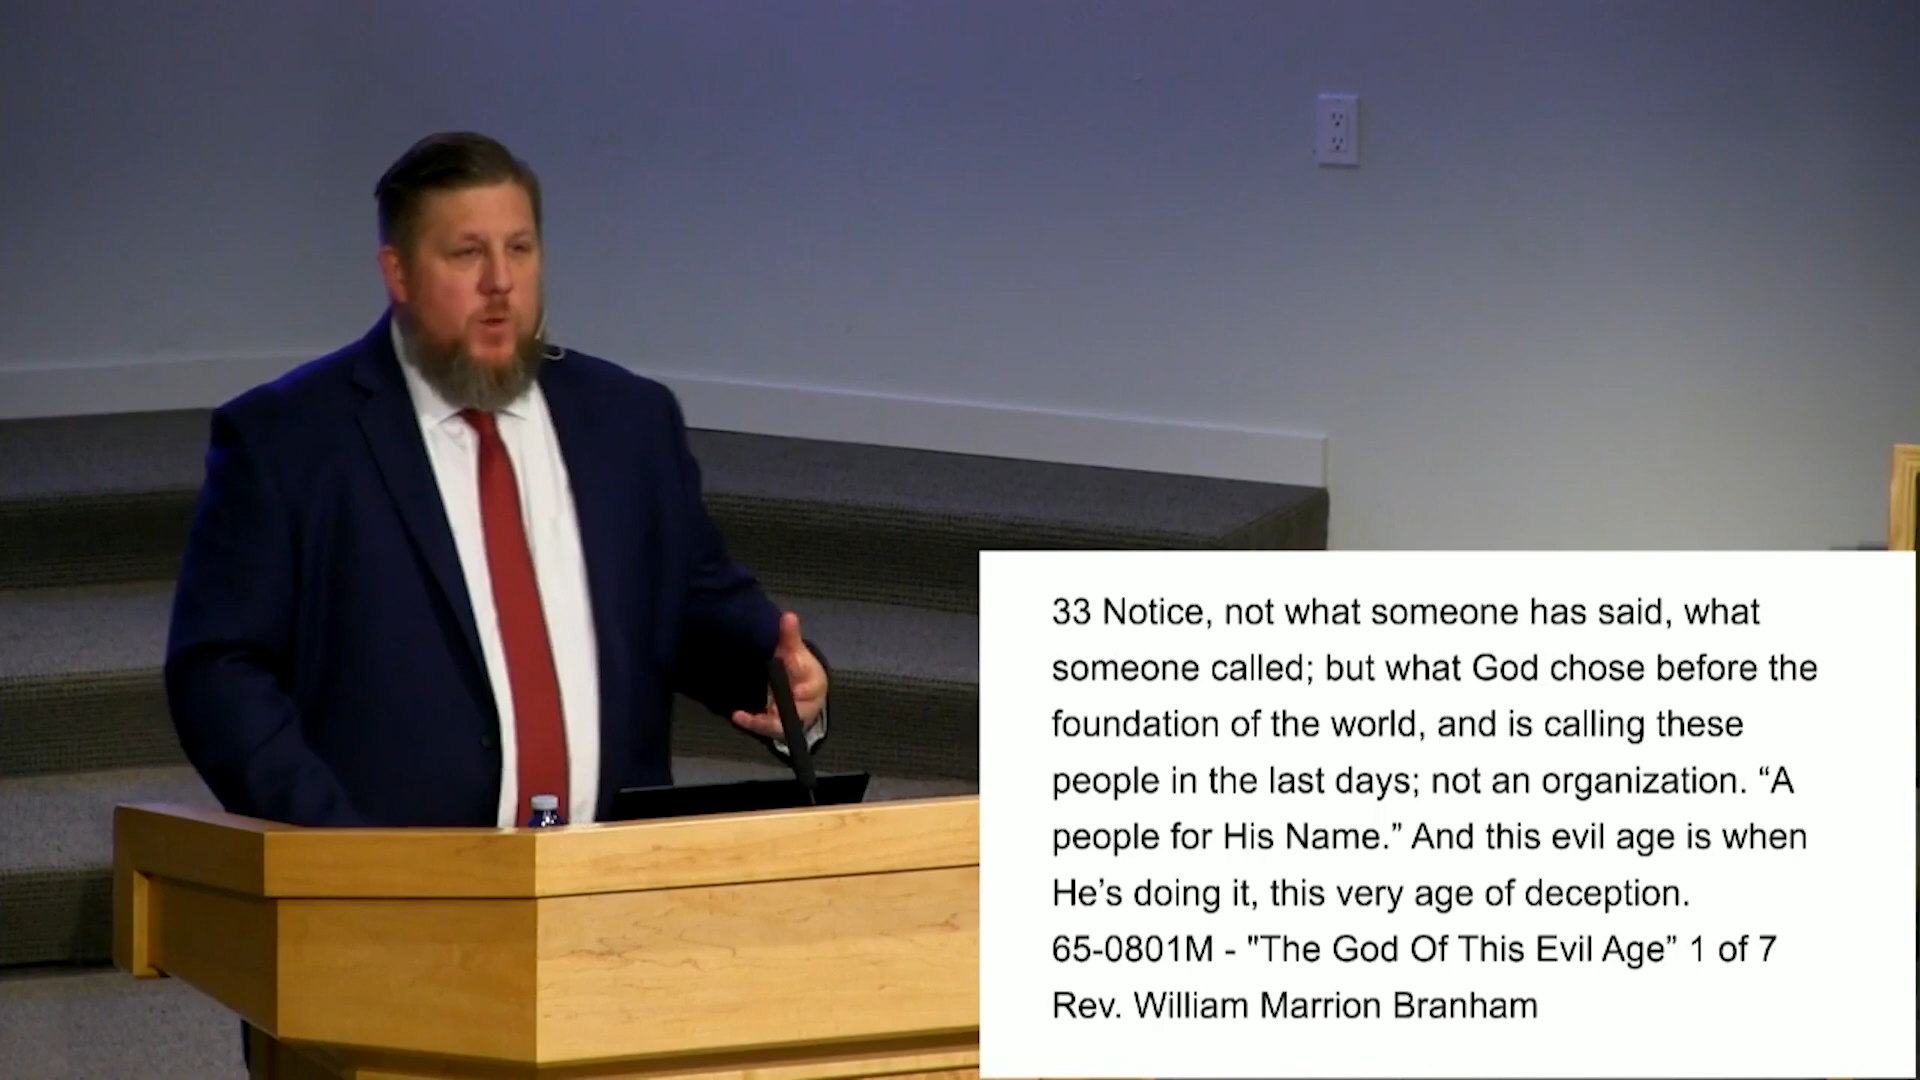 33 Notice, not what someone has said, what
someone called; but what God chose before the
foundation of the world, and is calling these
people in the last days; not an organization. “A
people for His Name.” And this evil age is when
He’s doing it, this very age of deception.
65-0801M - "The God Of This Evil Age” 1 of 7
Rev. William Marrion Branham